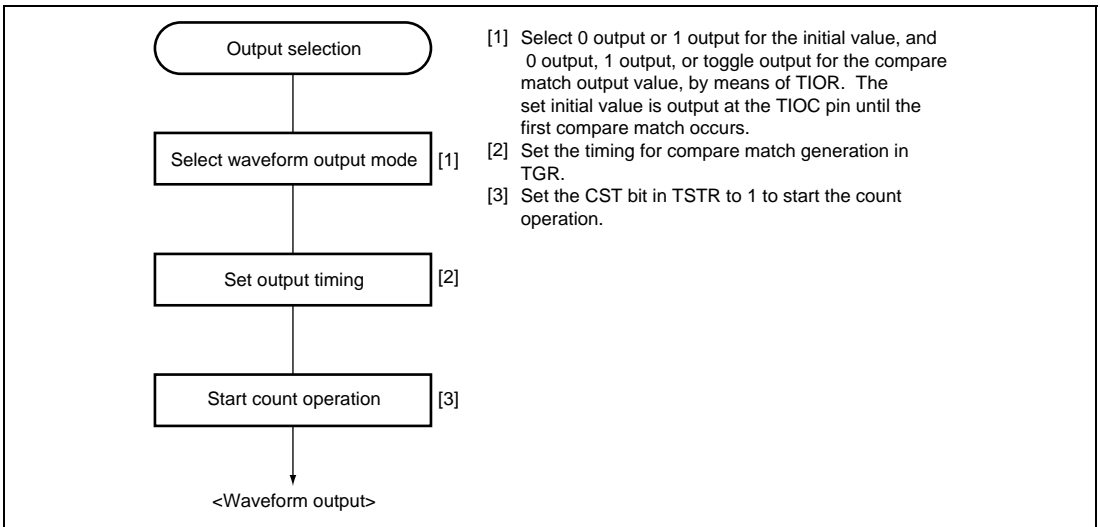 Output selection
Select waveform output mode
[1]
Set output timing
[2]
Start count operation
[3]
<Waveform output>
[1] Select 0 output or 1 output for the initial value, and
0 output, 1 output, or toggle output for the compare
match output value, by means of TIOR. The
set initial value is output at the TIOC pin until the
first compare match occurs.
[2] Set the timing for compare match generation in
TGR.
[3] Set the CST bit in TSTR to 1 to start the count
operation.